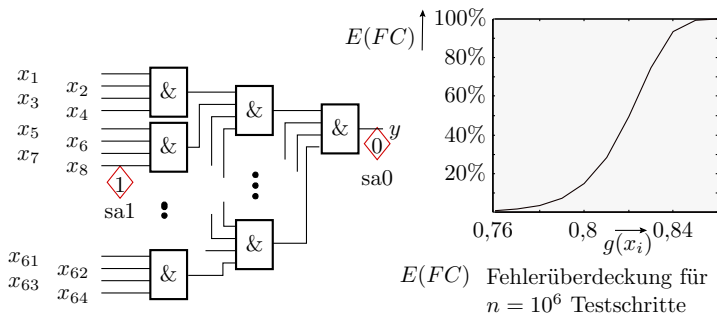 x1
x2
x3
x4
x5
x6
x7
x8
1
sa1
x61
x62
x63
x64
&
&
&
&
&
&
0
sa0
y
E(FC)
100%
80%
60%
40%
20%
0,76
0,8
0,84
g(xi)
E(FC) Fehlerüberdeckung für
n = 10^6 Testschritte